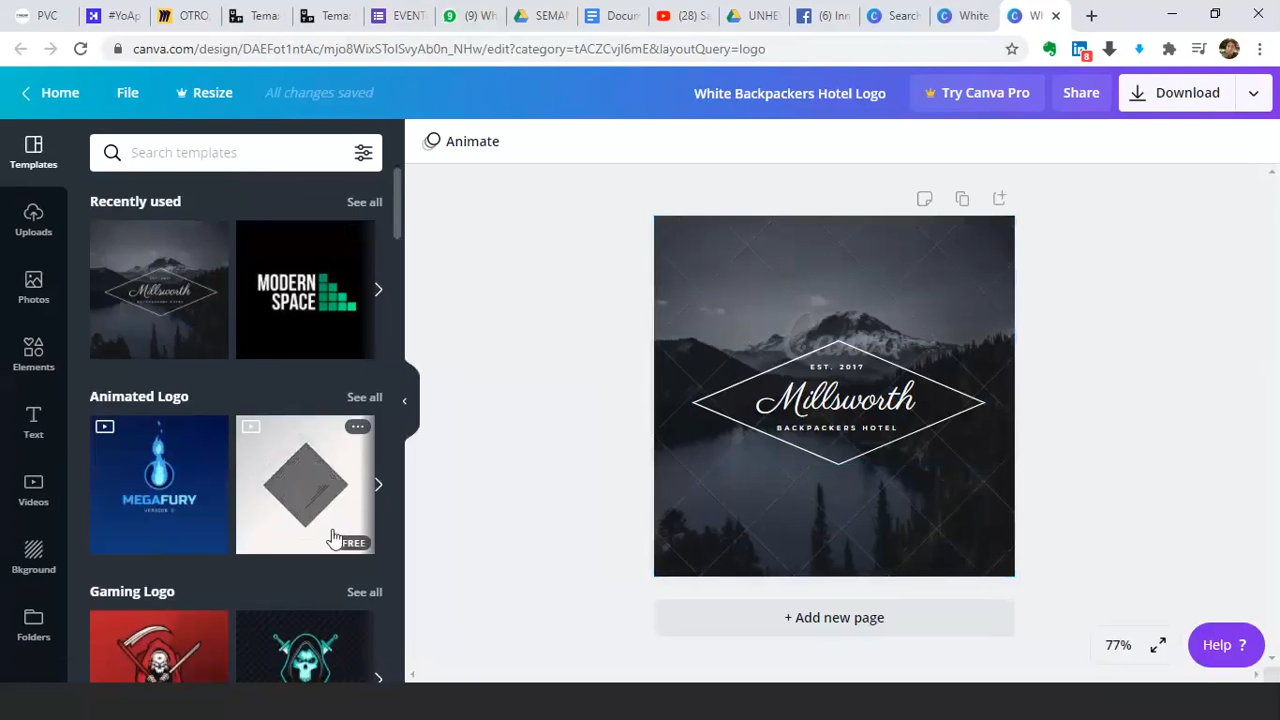 PVC
#YoAp
OTRO
Tema
Tema
EVENT
(9) Wh
SEMA
Docum
(28) Sa
UNHE
(6) Inn
Search
White
Wh
canva.com/design/DAEFot1ntAc/mjo8WixSToISvyAb0n_NHw/edit?category=tACZCvjI6mE&layoutQuery=logo
8
Home
File
Resize
All changes saved
White Backpackers Hotel Logo
Try Canva Pro
Share
Download
Templates
Search templates
Animate
Recently used
See all
Uploads
Photos
Millsworth
MODERN
SPACE
EST. 2017
Millsworth
BACKPACKERS HOTEL
Elements
Animated Logo
See all
Text
MEGAFURY
FREE
Videos
Bkground
Gaming Logo
See all
Folders
+ Add new page
77%
Help ?